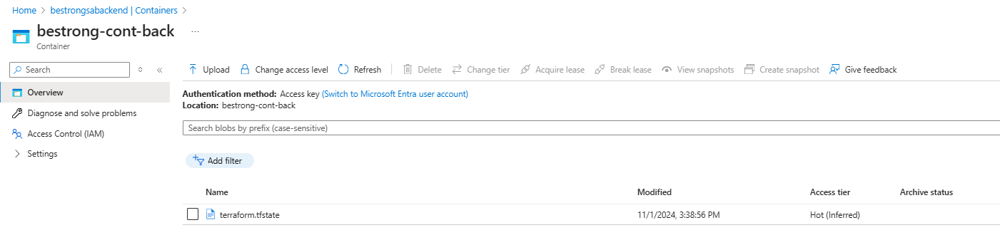 Home > bestrongsabackend | Containers >
bestrong-cont-back ...
Container
Search
Upload Change access level Refresh Delete Change tier Acquire lease Break lease View snapshots Create snapshot Give feedback
Overview
Diagnose and solve problems
Access Control (IAM)
Settings
Authentication method: Access key (Switch to Microsoft Entra user account)
Location: bestrong-cont-back
Search blobs by prefix (case-sensitive)
Add filter
Name Modified Access tier Archive status
terraform.tfstate 11/1/2024, 3:38:56 PM Hot (Inferred)